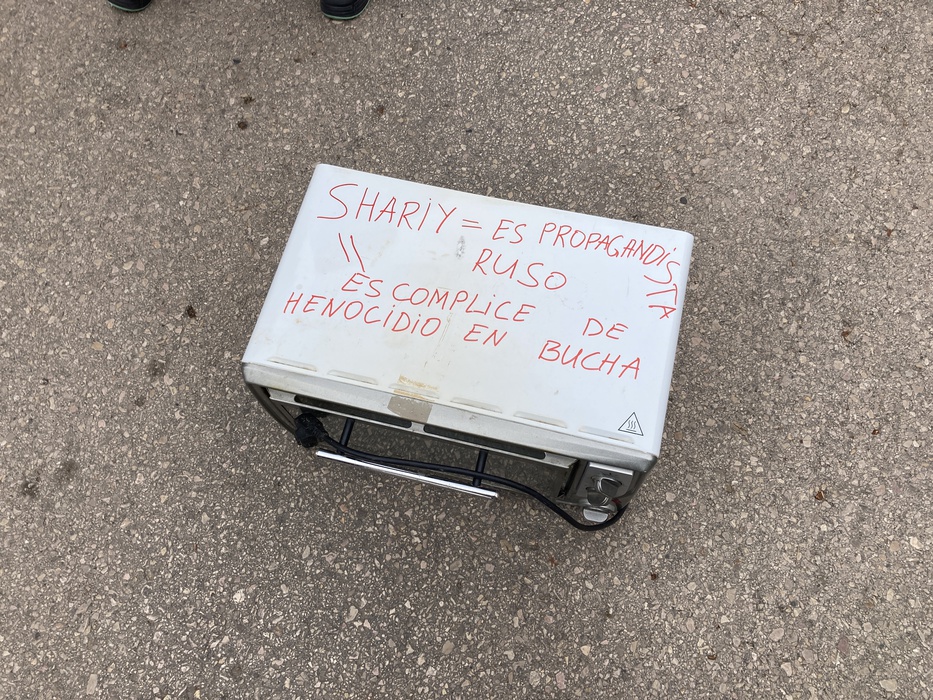 SHARIY = ES PROPAGANDISTA
RUSO
ES COMPLICE DE
HENOCIDIO EN BUCHA